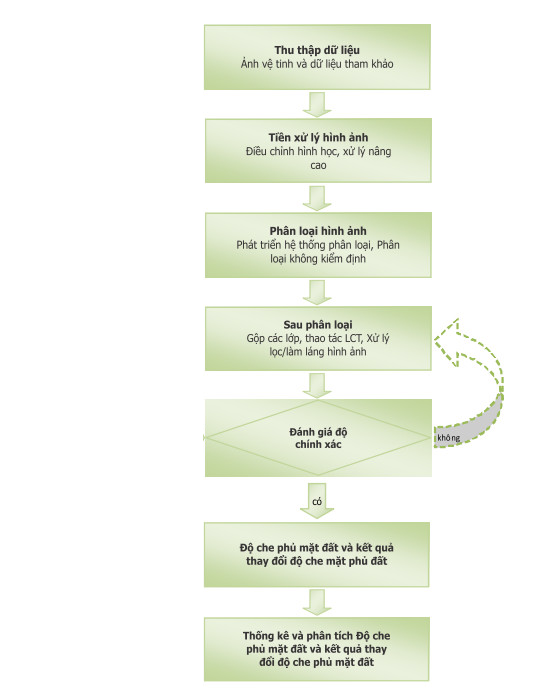 Thu thập dữ liệu
Ảnh vệ tinh và dữ liệu tham khảo
Tiền xử lý hình ảnh
Điều chỉnh hình học, xử lý nâng
cao
Phân loại hình ảnh
Phát triển hệ thống phân loại, Phân
loại không kiểm định
Sau phân loại
Gộp các lớp, thao tác LCT, Xử lý
lọc/làm láng hình ảnh
Đánh giá độ
chính xác
không
có
Độ che phủ mặt đất và kết quả
thay đổi độ che mặt phủ đất
Thống kê và phân tích Độ che
phủ mặt đất và kết quả thay
đổi độ che phủ mặt đất